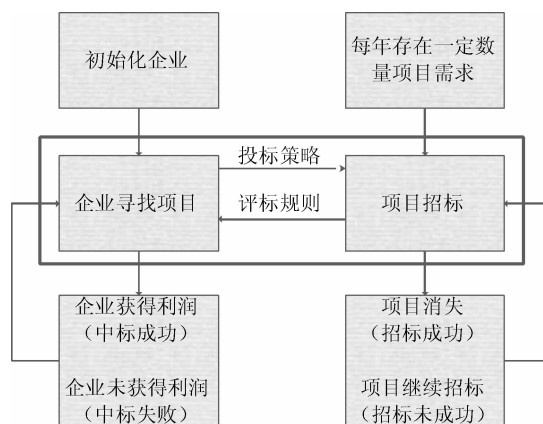 初始化企业
每年存在一定数
量项目需求
投标策略
企业寻找项目
评标规则
项目招标
企业获得利润
（中标成功）
企业未获得利润
（中标失败）
项目消失
（招标成功）
项目继续招标
（招标未成功）